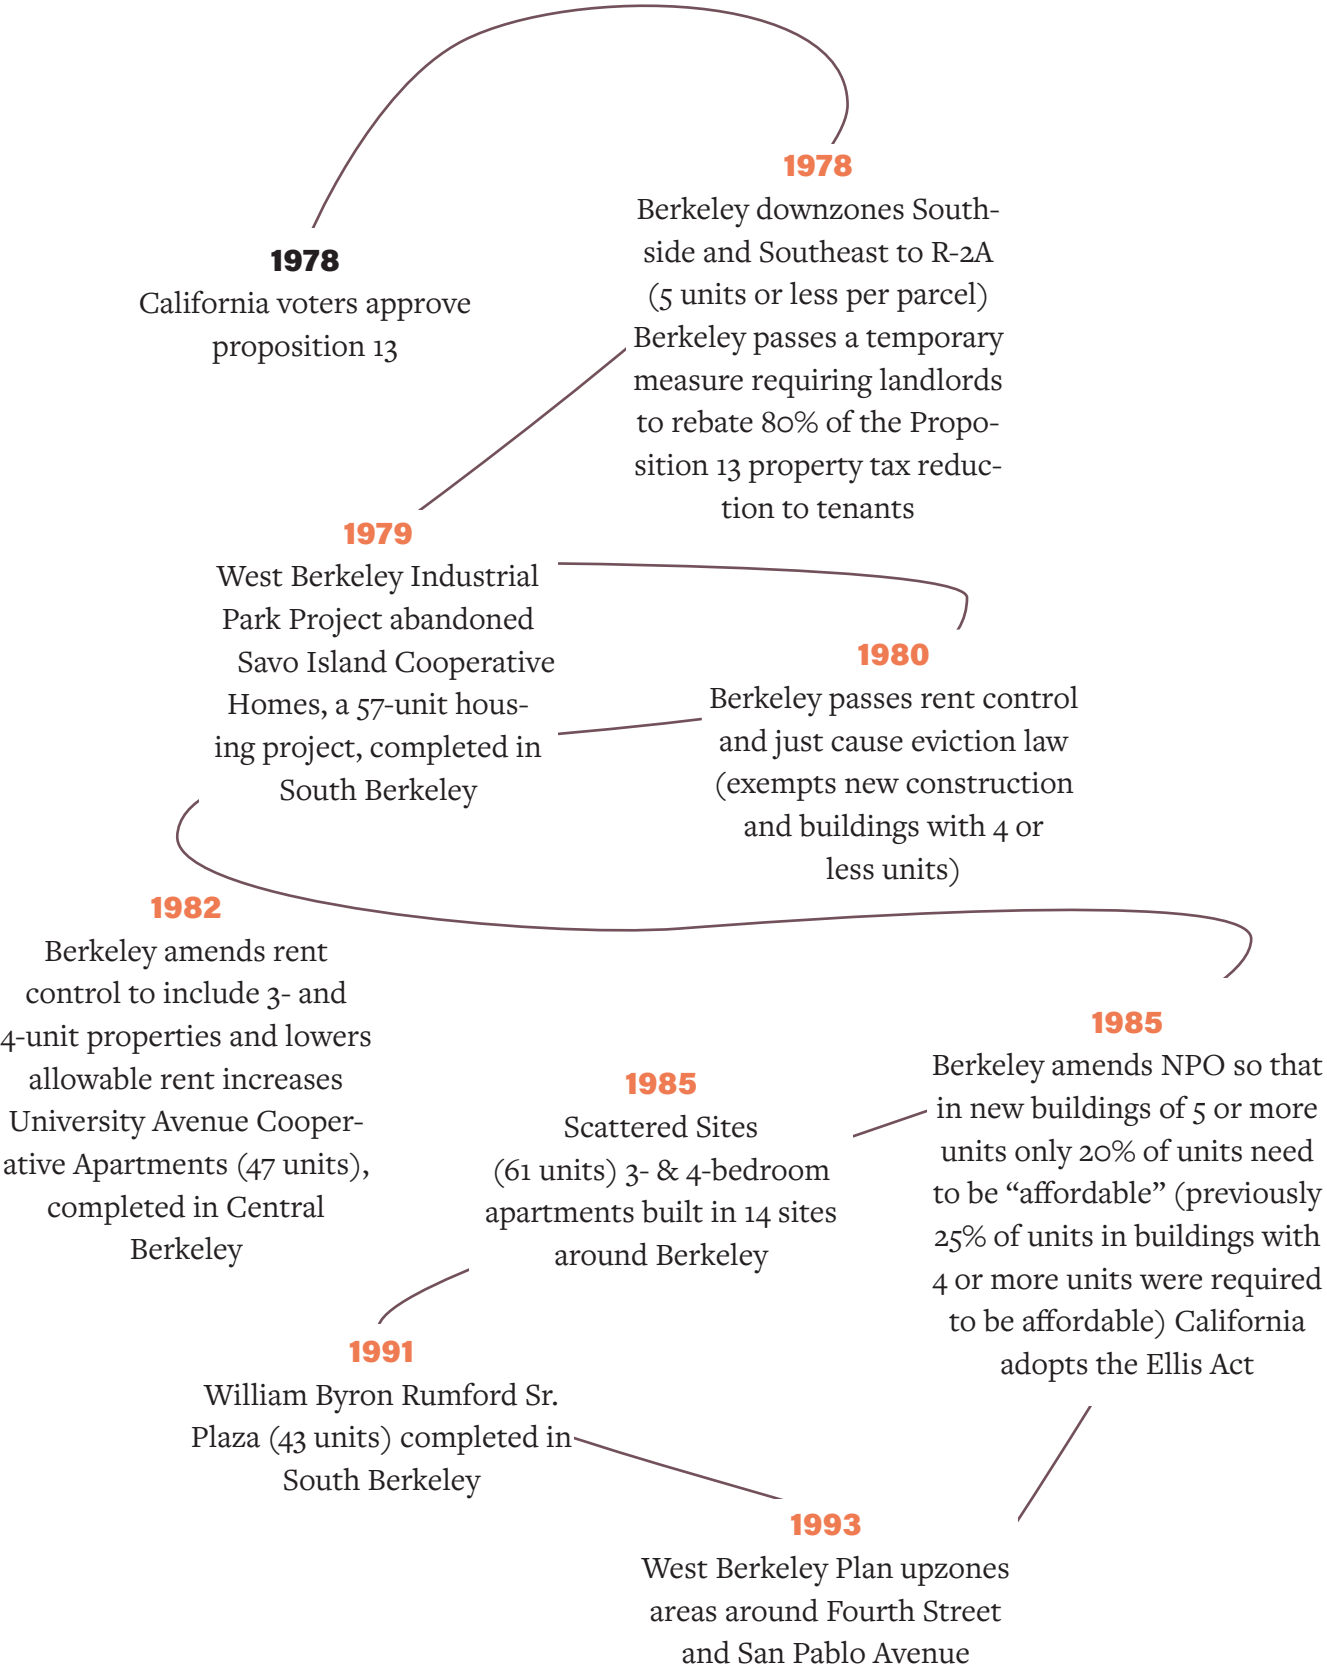 1978
California voters approve
proposition 13
1978
Berkeley downzones South-
side and Southeast to R-2A
(5 units or less per parcel)
Berkeley passes a temporary
measure requiring landlords
to rebate 80% of the Propo-
sition 13 property tax reduc-
tion to tenants
1979
West Berkeley Industrial
Park Project abandoned
Savo Island Cooperative
Homes, a 57-unit hous-
ing project, completed in
South Berkeley
1980
Berkeley passes rent control
and just cause eviction law
(exempts new construction
and buildings with 4 or
less units)
1982
Berkeley amends rent
control to include 3- and
4-unit properties and lowers
allowable rent increases
University Avenue Cooper-
ative Apartments (47 units),
completed in Central
Berkeley
1985
Scattered Sites
(61 units) 3- & 4-bedroom
apartments built in 14 sites
around Berkeley
1985
Berkeley amends NPO so that
in new buildings of 5 or more
units only 20% of units need
to be “affordable” (previously
25% of units in buildings with
4 or more units were required
to be affordable) California
adopts the Ellis Act
1991
William Byron Rumford Sr.
Plaza (43 units) completed in
South Berkeley
1993
West Berkeley Plan upzones
areas around Fourth Street
and San Pablo Avenue